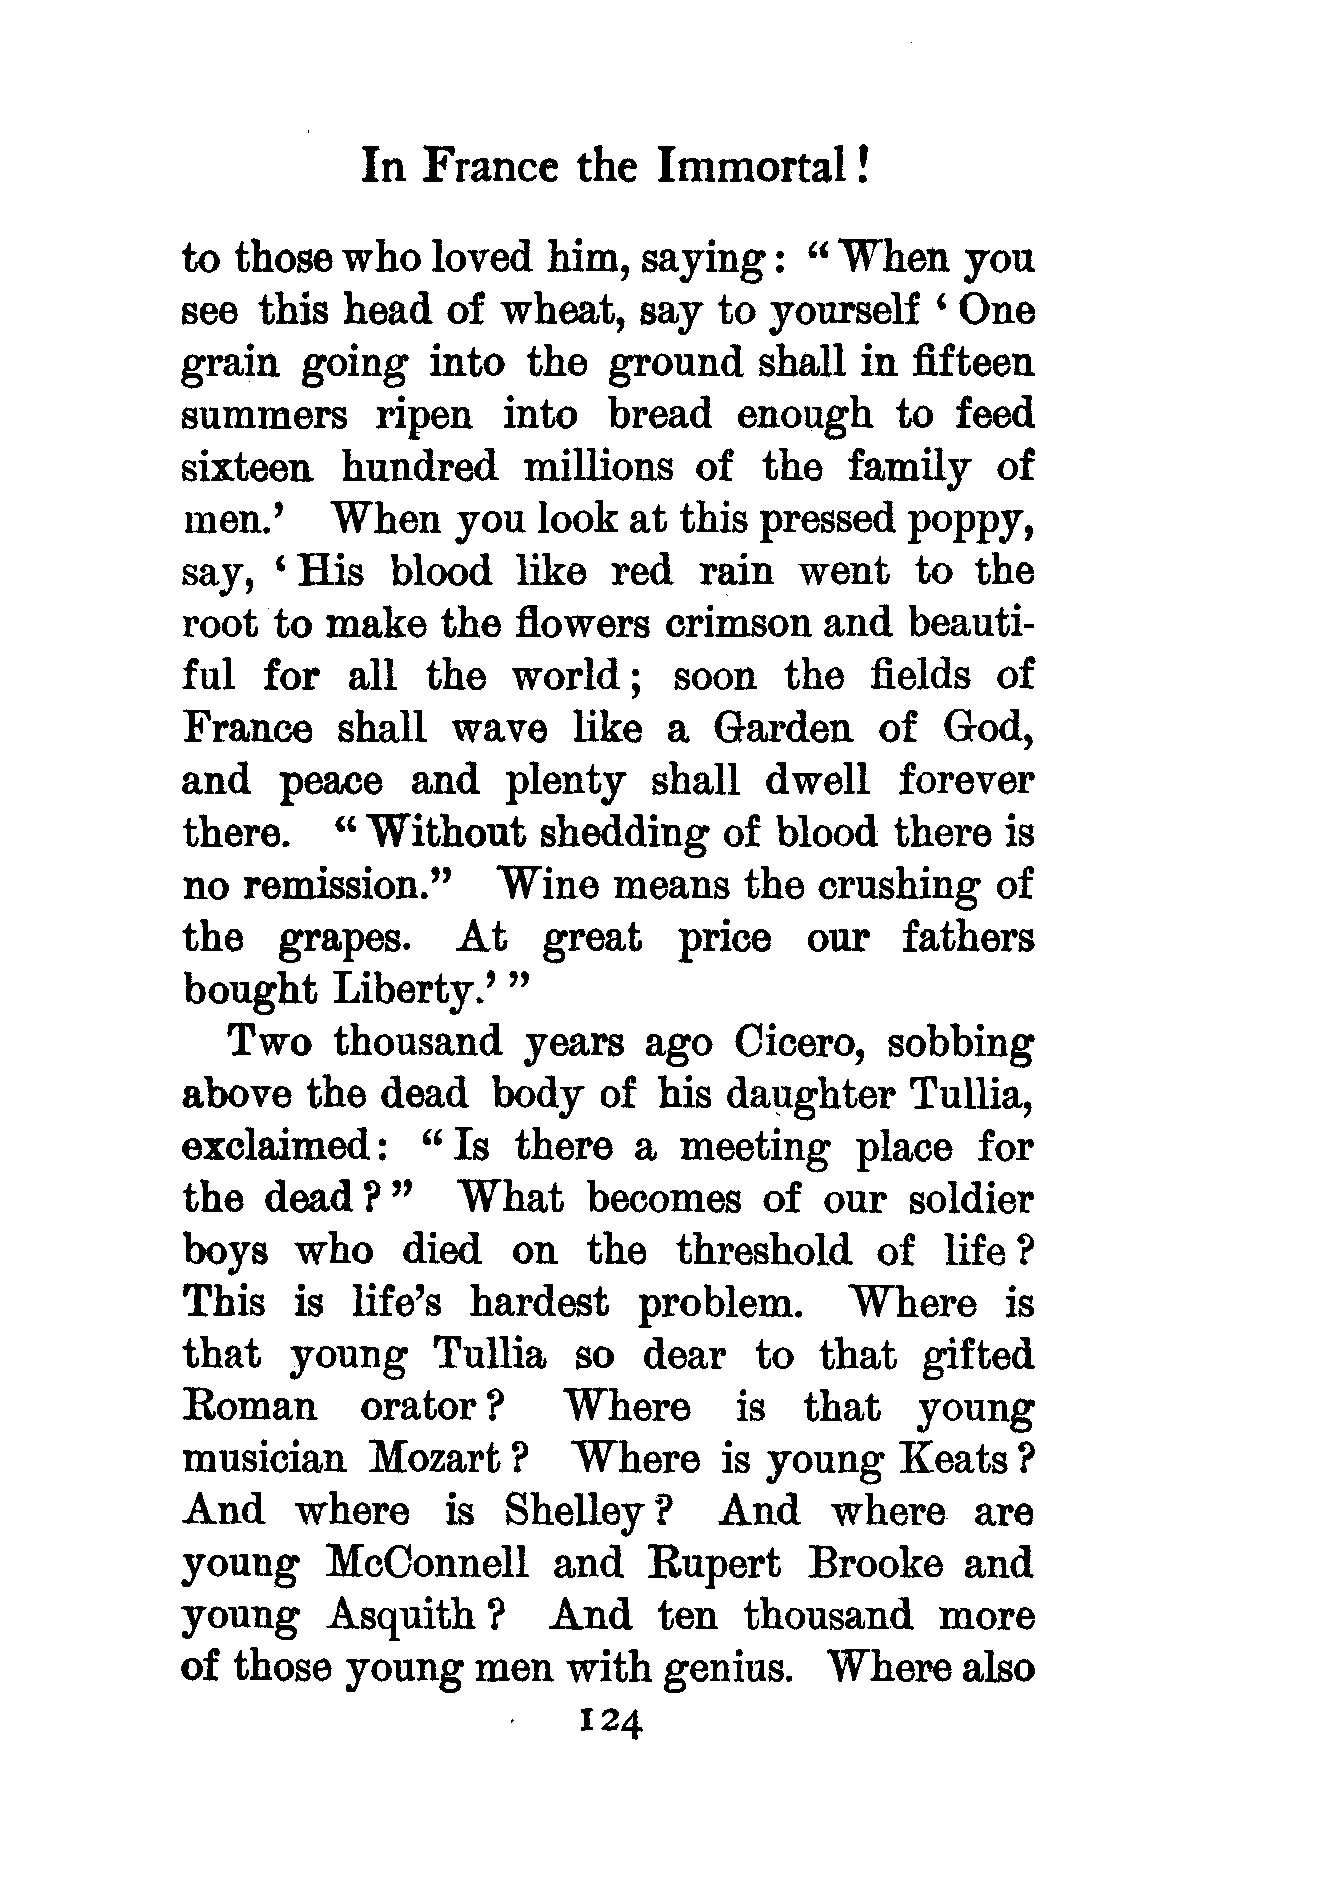 In France the Immortal!
to those who loved him, saying: "When you
see this head of wheat, say to yourself 'One
grain going into the ground shall in fifteen
summers ripen into bread enough to feed
sixteen hundred millions of the family of
men.' When you look at this pressed poppy,
say, 'His blood like red rain went to the
root to make the flowers crimson and beauti-
ful for all the world; soon the fields of
France shall wave like a Garden of God,
and peace and plenty shall dwell forever
there. "Without shedding of blood there is
no remission." Wine means the crushing of
the grapes. At great price our fathers
bought Liberty.'"
Two thousand years ago Cicero, sobbing
above the dead body of his daughter Tullia,
exclaimed: "Is there a meeting place for
the dead?" What becomes of our soldier
boys who died on the threshold of life?
This is life's hardest problem. Where is
that young Tullia so dear to that gifted
Roman orator? Where is that young
musician Mozart? Where is young Keats?
And where is Shelley? And where are
young McConnell and Rupert Brooke and
young Asquith? And ten thousand more
of those young men with genius. Where also
124